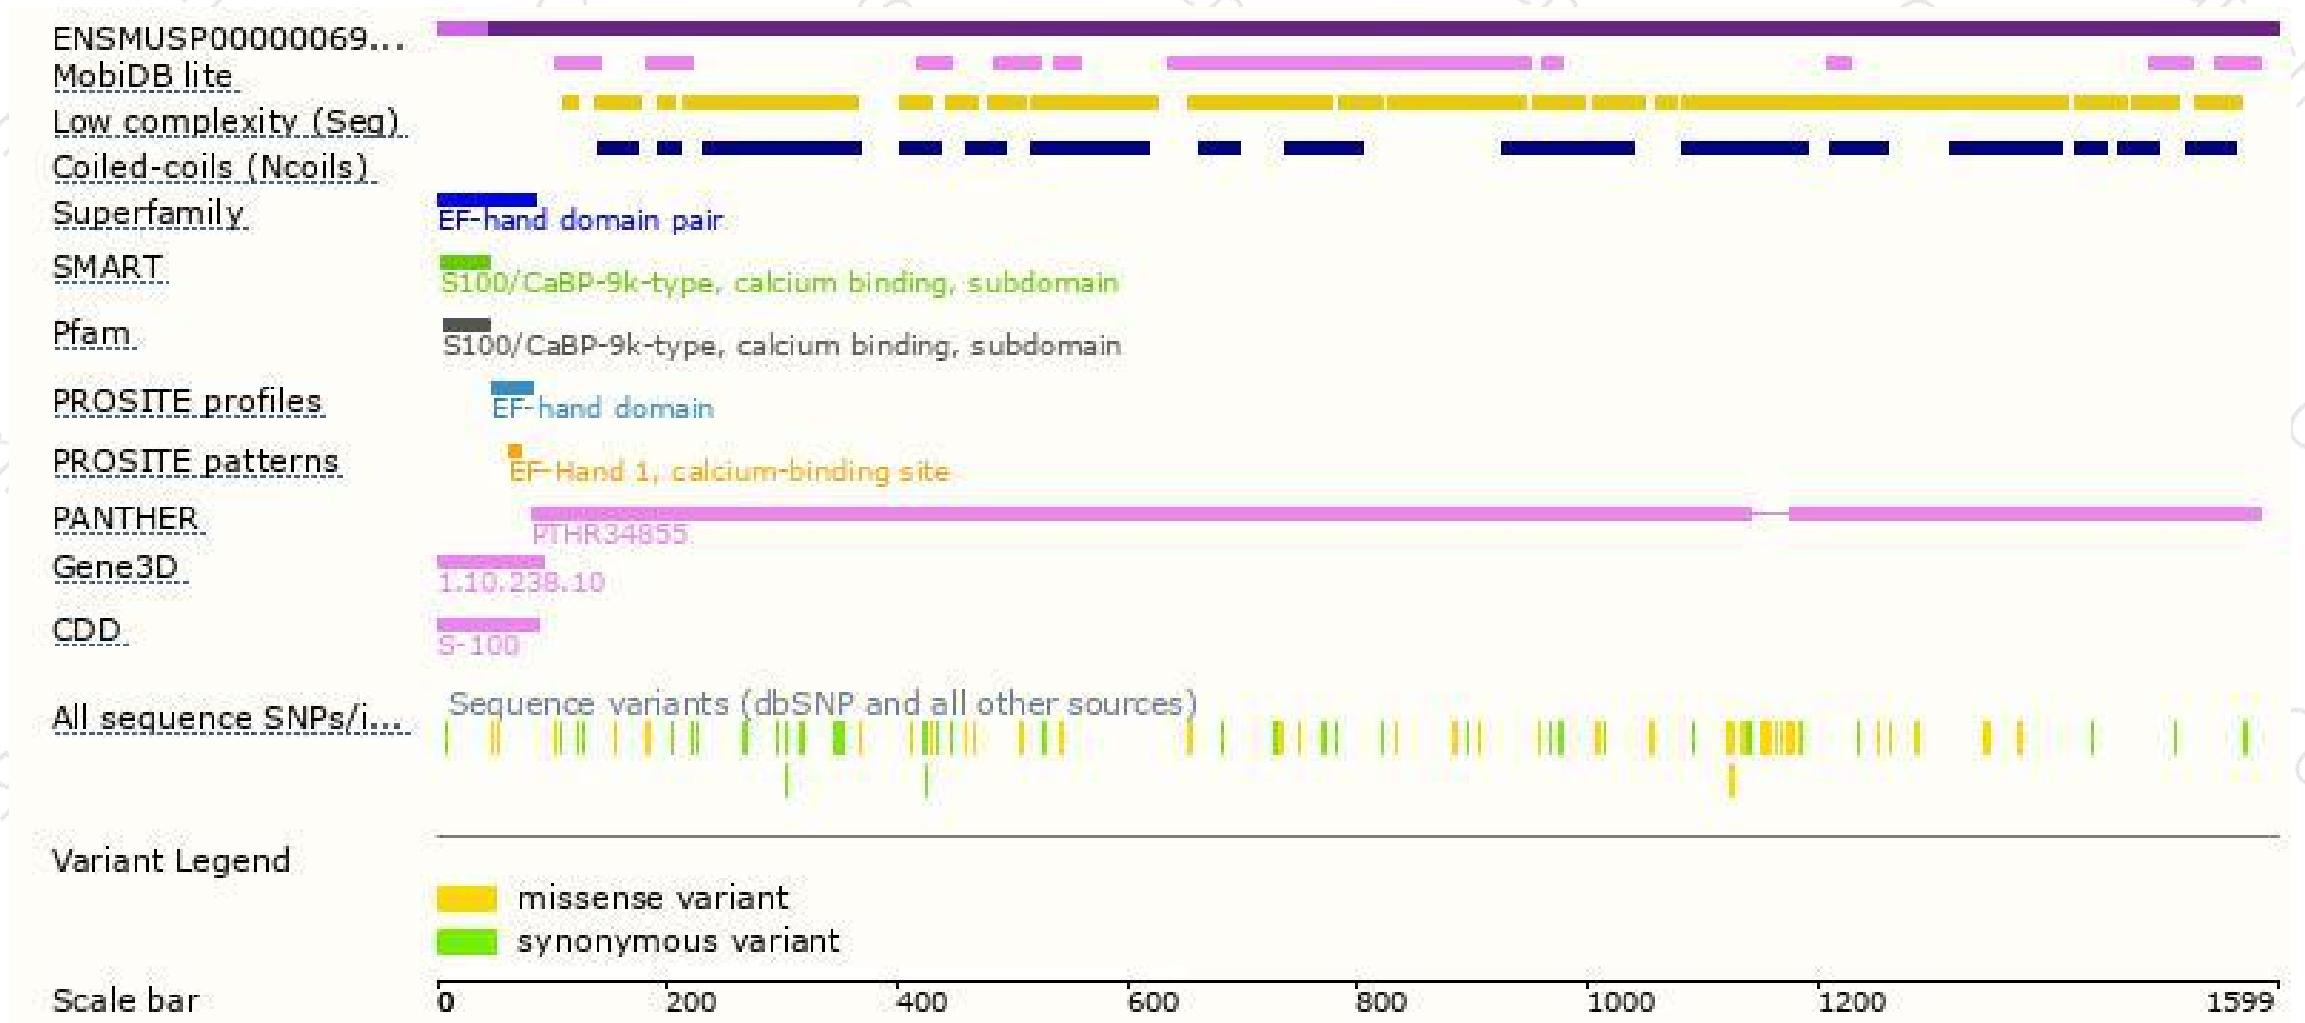 ENSMUSP00000069...
MobiDB lite
Low complexity (Seg)
Coiled-coils (Ncoils)
Superfamily
EF-hand domain pair
SMART
S100/CaBP-9k-type, calcium binding, subdomain
Pfam
S100/CaBP-9k-type, calcium binding, subdomain
PROSITE profiles
EF-hand domain
PROSITE patterns
EF-Hand 1, calcium-binding site
PANTHER
PTHR34855
Gene3D
1.10.238.10
CDD
S-100
All sequence SNPs/i...
Sequence variants (dbSNP and all other sources)
Variant Legend
missense variant
synonymous variant
Scale bar
0 200 400 600 800 1000 1200 1599